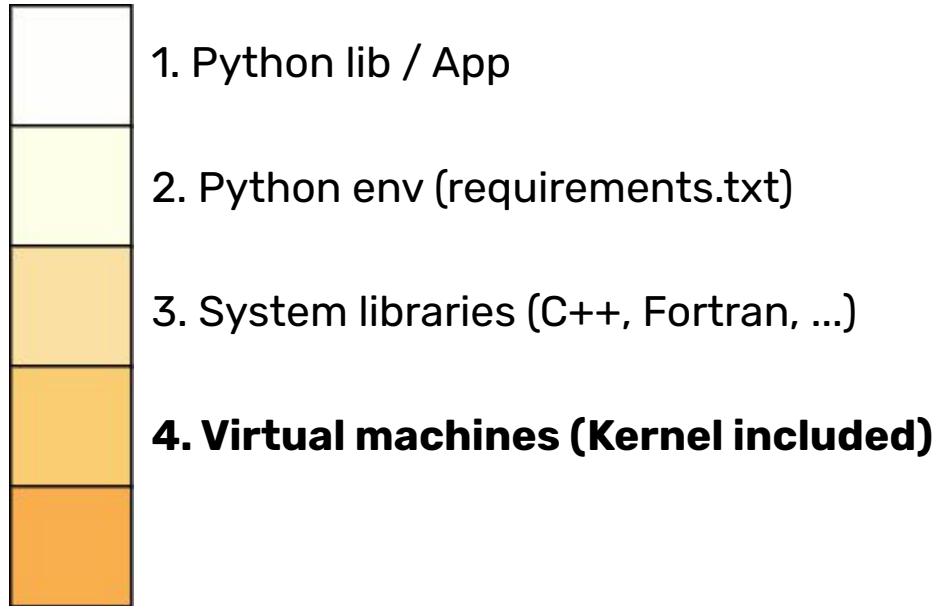 1. Python lib / App
2. Python env (requirements.txt)
3. System libraries (C++, Fortran, ...)
4. Virtual machines (Kernel included)